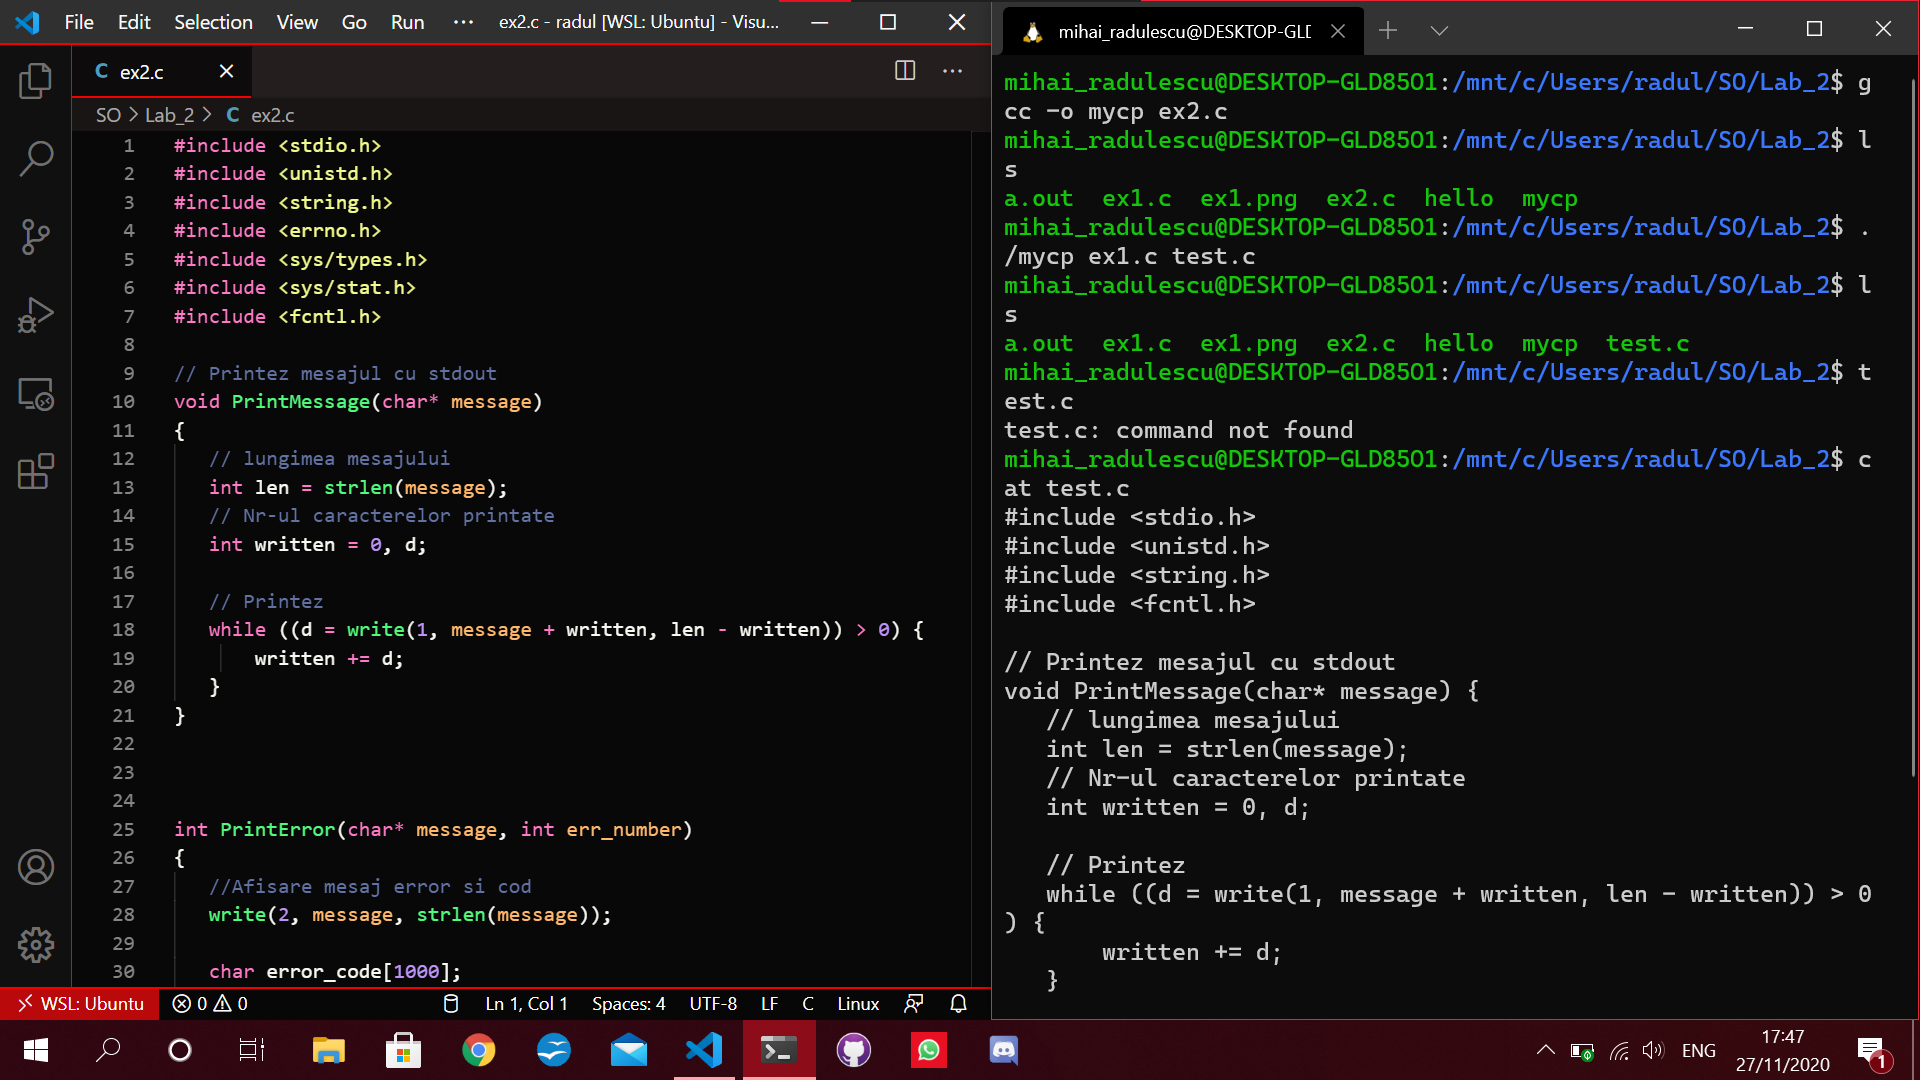 File Edit Selection View Go Run ··· ex2.c - radul [WSL: Ubuntu] - Visu...
C ex2.c
SO > Lab_2 > C ex2.c
1 #include <stdio.h>
2 #include <unistd.h>
3 #include <string.h>
4 #include <errno.h>
5 #include <sys/types.h>
6 #include <sys/stat.h>
7 #include <fcntl.h>
8
9 // Printez mesajul cu stdout
10 void PrintMessage(char* message)
11 {
12 // lungimea mesajului
13 int len = strlen(message);
14 // Nr-ul caracterelor printate
15 int written = 0, d;
16
17 // Printez
18 while ((d = write(1, message + written, len - written)) > 0) {
19 written += d;
20 }
21 }
22
23
24
25 int PrintError(char* message, int err_number)
26 {
27 //Afisare mesaj error si cod
28 write(2, message, strlen(message));
29
30 char error_code[1000];
WSL: Ubuntu 0 0 Ln 1, Col 1 Spaces: 4 UTF-8 LF C Linux
mihai_radulescu@DESKTOP-GLI
mihai_radulescu@DESKTOP-GLD85O1:/mnt/c/Users/radul/SO/Lab_2$ g
cc -o mycp ex2.c
mihai_radulescu@DESKTOP-GLD85O1:/mnt/c/Users/radul/SO/Lab_2$ l
s
a.out ex1.c ex1.png ex2.c hello mycp
mihai_radulescu@DESKTOP-GLD85O1:/mnt/c/Users/radul/SO/Lab_2$ .
/mycp ex1.c test.c
mihai_radulescu@DESKTOP-GLD85O1:/mnt/c/Users/radul/SO/Lab_2$ l
s
a.out ex1.c ex1.png ex2.c hello mycp test.c
mihai_radulescu@DESKTOP-GLD85O1:/mnt/c/Users/radul/SO/Lab_2$ t
est.c
test.c: command not found
mihai_radulescu@DESKTOP-GLD85O1:/mnt/c/Users/radul/SO/Lab_2$ c
at test.c
#include <stdio.h>
#include <unistd.h>
#include <string.h>
#include <fcntl.h>

// Printez mesajul cu stdout
void PrintMessage(char* message) {
// lungimea mesajului
int len = strlen(message);
// Nr-ul caracterelor printate
int written = 0, d;

// Printez
while ((d = write(1, message + written, len - written)) > 0
) {
written += d;
}
ENG
17:47
27/11/2020
1